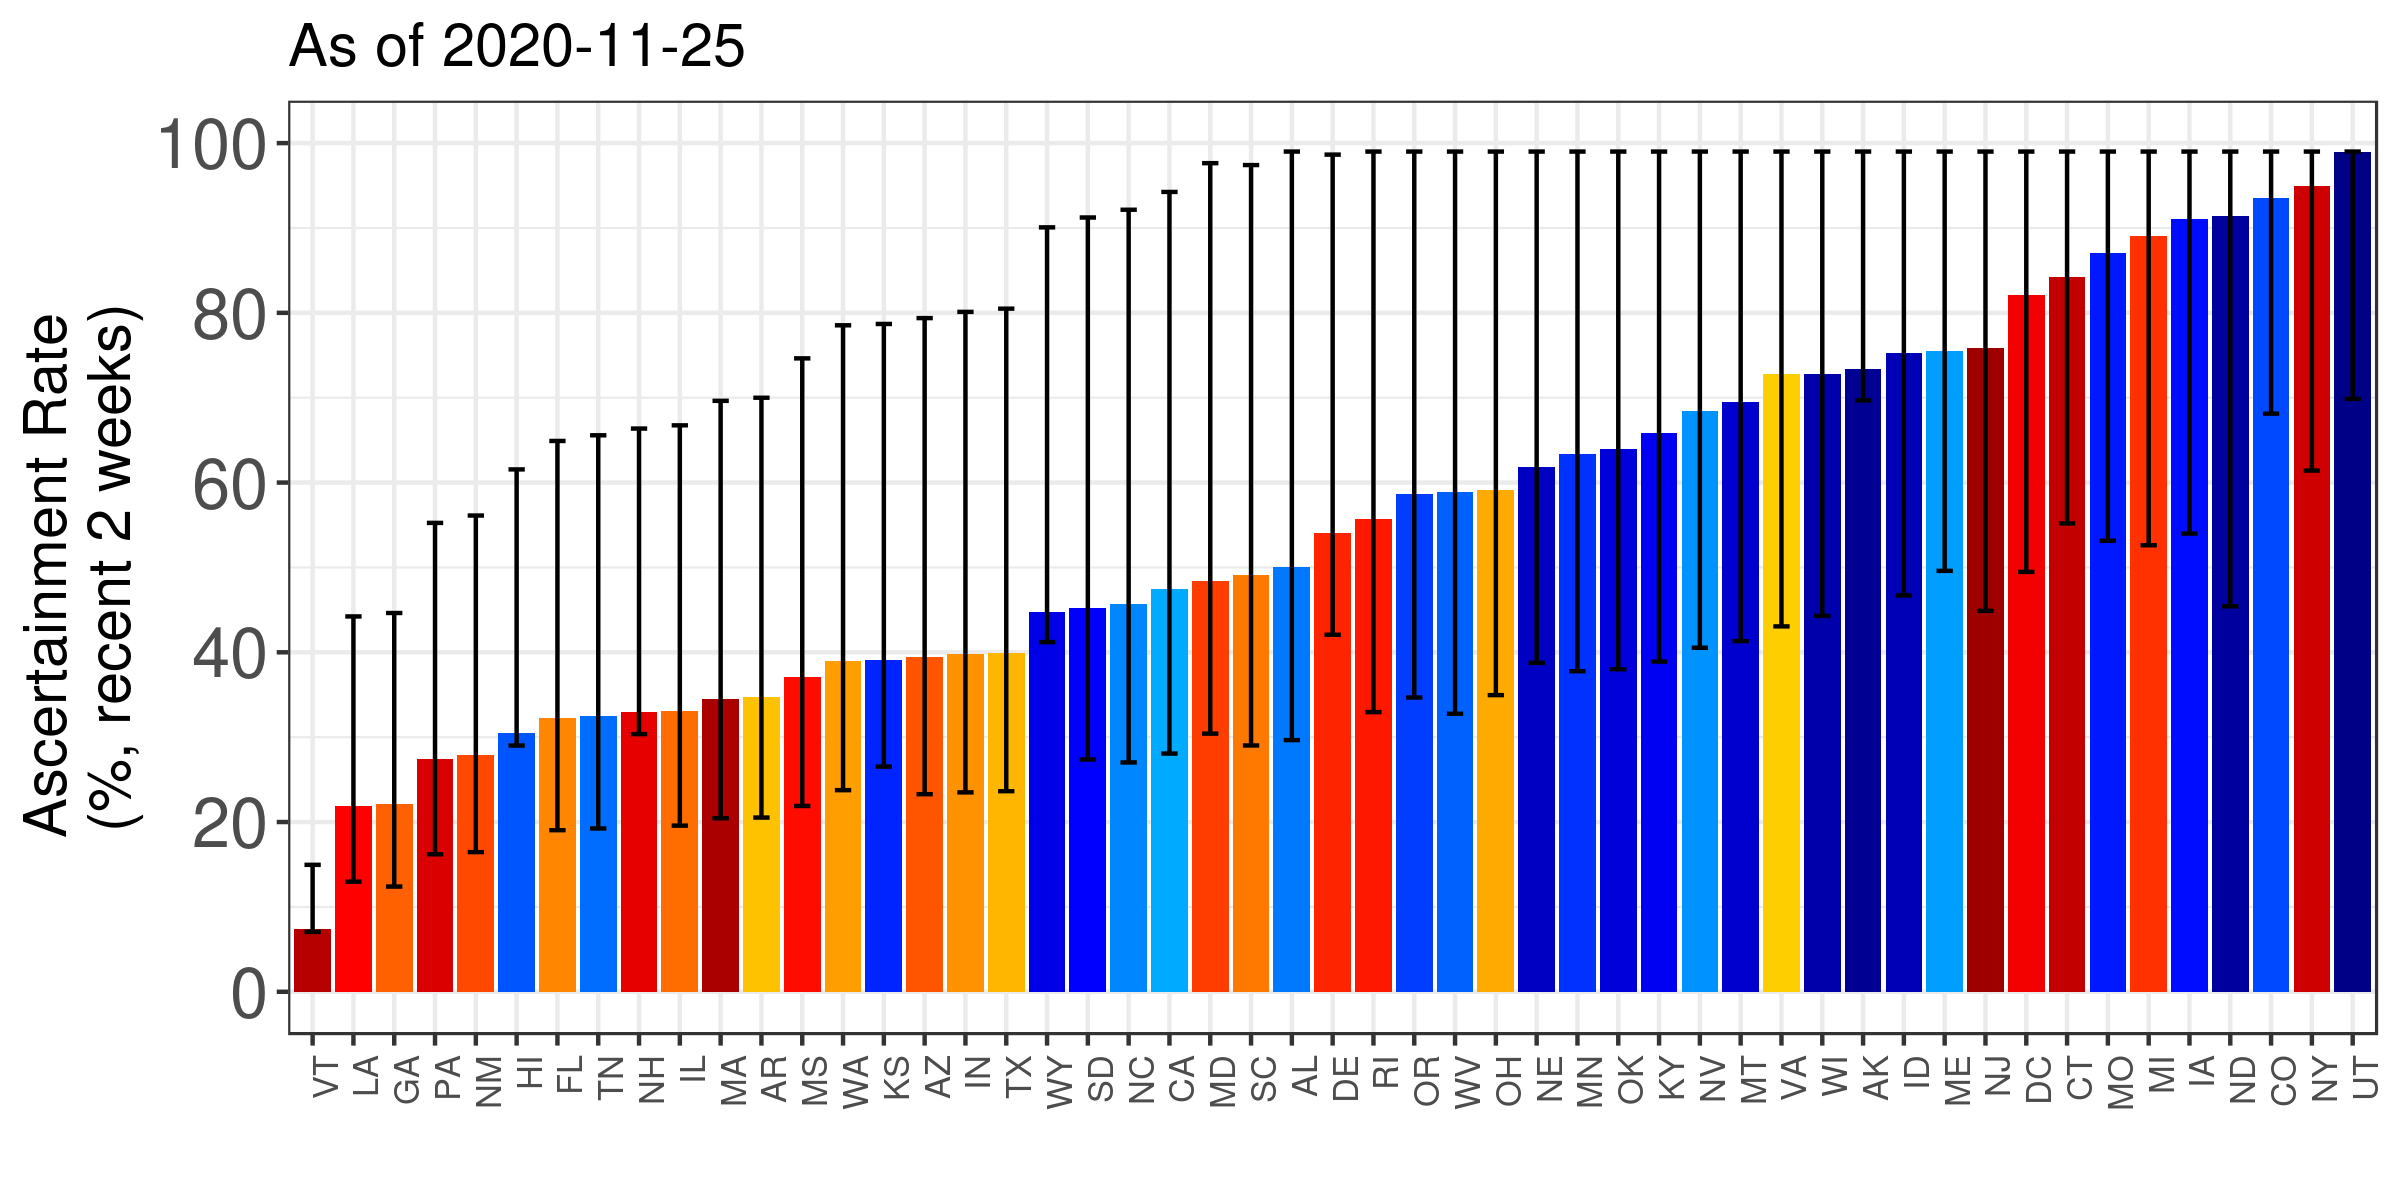 As of 2020-11-25
Ascertainment Rate
(%, recent 2 weeks)
100
80
60
40
20
0
VT LA GA PA NM HI FL TN NH IL MA AR MS WA KS AZ IN TX WY SD NC CA MD SC AL DE RI OR WV OH NE MN OK KY NV MT VA WI AK ID ME NJ DC CT MO MI IA ND CO NY UT